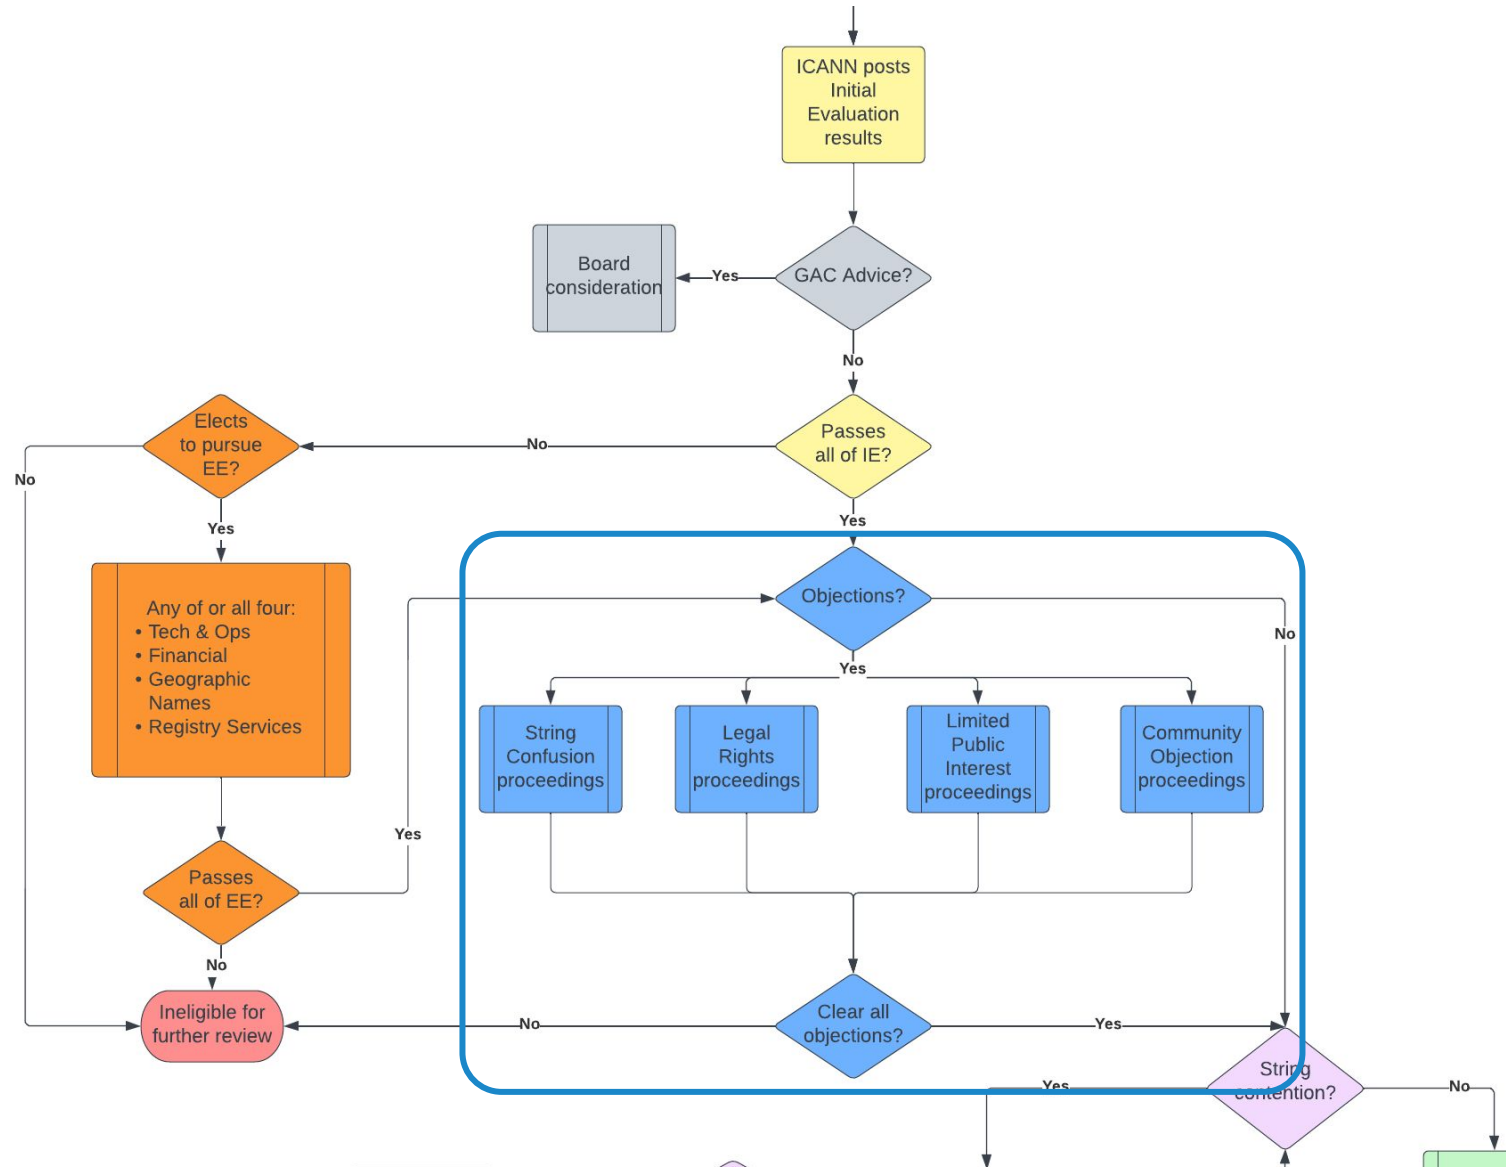 ICANN posts
Initial
Evaluation
results
Board
consideration
Yes
GAC Advice?
No
Elects
to pursue
EE?
No
Passes
all of IE?
No
Yes
Yes
Any of or all four:
• Tech & Ops
• Financial
• Geographic
Names
• Registry Services
Objections?
No
Yes
String
Confusion
proceedings
Legal
Rights
proceedings
Limited
Public
Interest
proceedings
Community
Objection
proceedings
Yes
Passes
all of EE?
No
Ineligible for
further review
No
Clear all
objections?
Yes
String
contention?
Yes
No